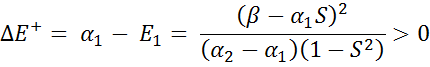 ΔE⁺ = α₁ − E₁ = (β − α₁S)² / (α₂ − α₁)(1 − S²) > 0